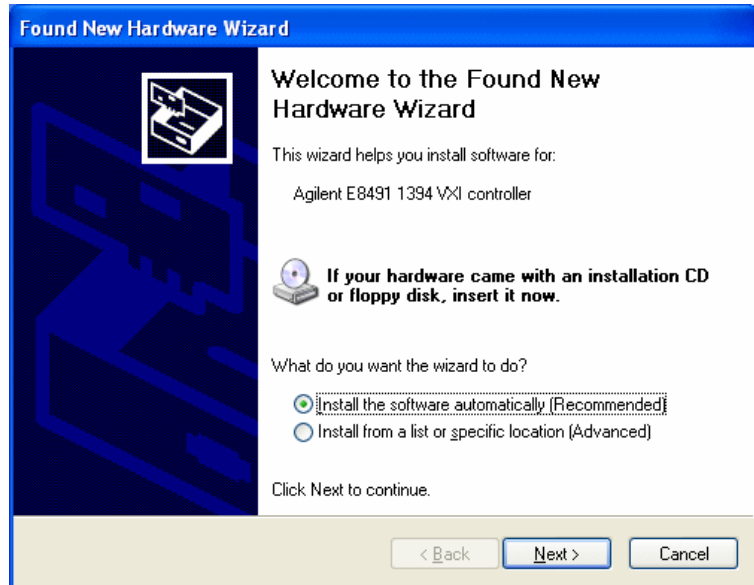 Found New Hardware Wizard
Welcome to the Found New
Hardware Wizard
This wizard helps you install software for:
Agilent E8491 1394 VXI controller
If your hardware came with an installation CD
or floppy disk, insert it now.
What do you want the wizard to do?
Install the software automatically (Recommended)
Install from a list or specific location (Advanced)
Click Next to continue.
< Back Next > Cancel